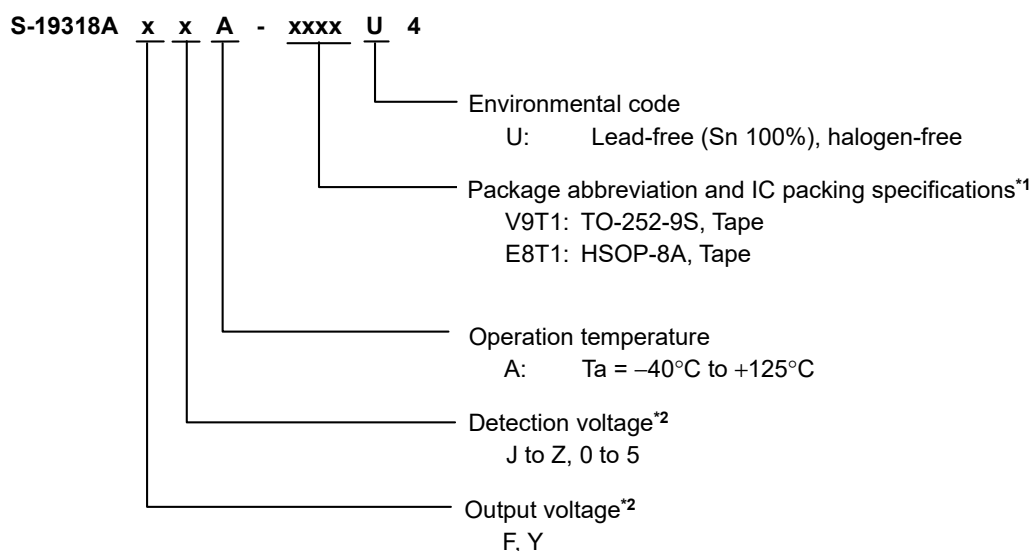 S-19318A x x A - xxxx U 4
Environmental code
U: Lead-free (Sn 100%), halogen-free
Package abbreviation and IC packing specifications*1
V9T1: TO-252-9S, Tape
E8T1: HSOP-8A, Tape
Operation temperature
A: Ta = −40°C to +125°C
Detection voltage*2
J to Z, 0 to 5
Output voltage*2
F, Y